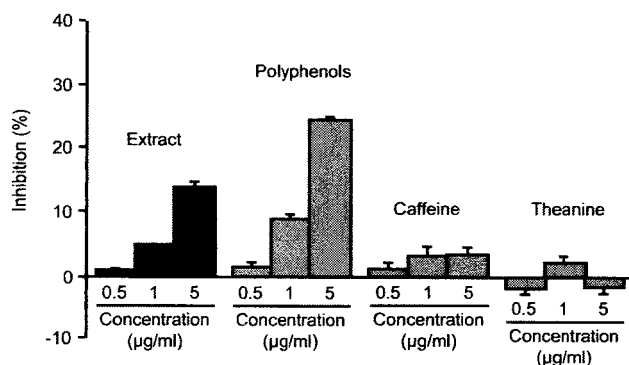 40
30
20
10
0
-10
Inhibition (%)
Extract
Polyphenols
Caffeine
Theanine
0.5 1 5
Concentration
(µg/ml)
0.5 1 5
Concentration
(µg/ml)
0.5 1 5
Concentration
(µg/ml)
0.5 1 5
Concentration
(µg/ml)